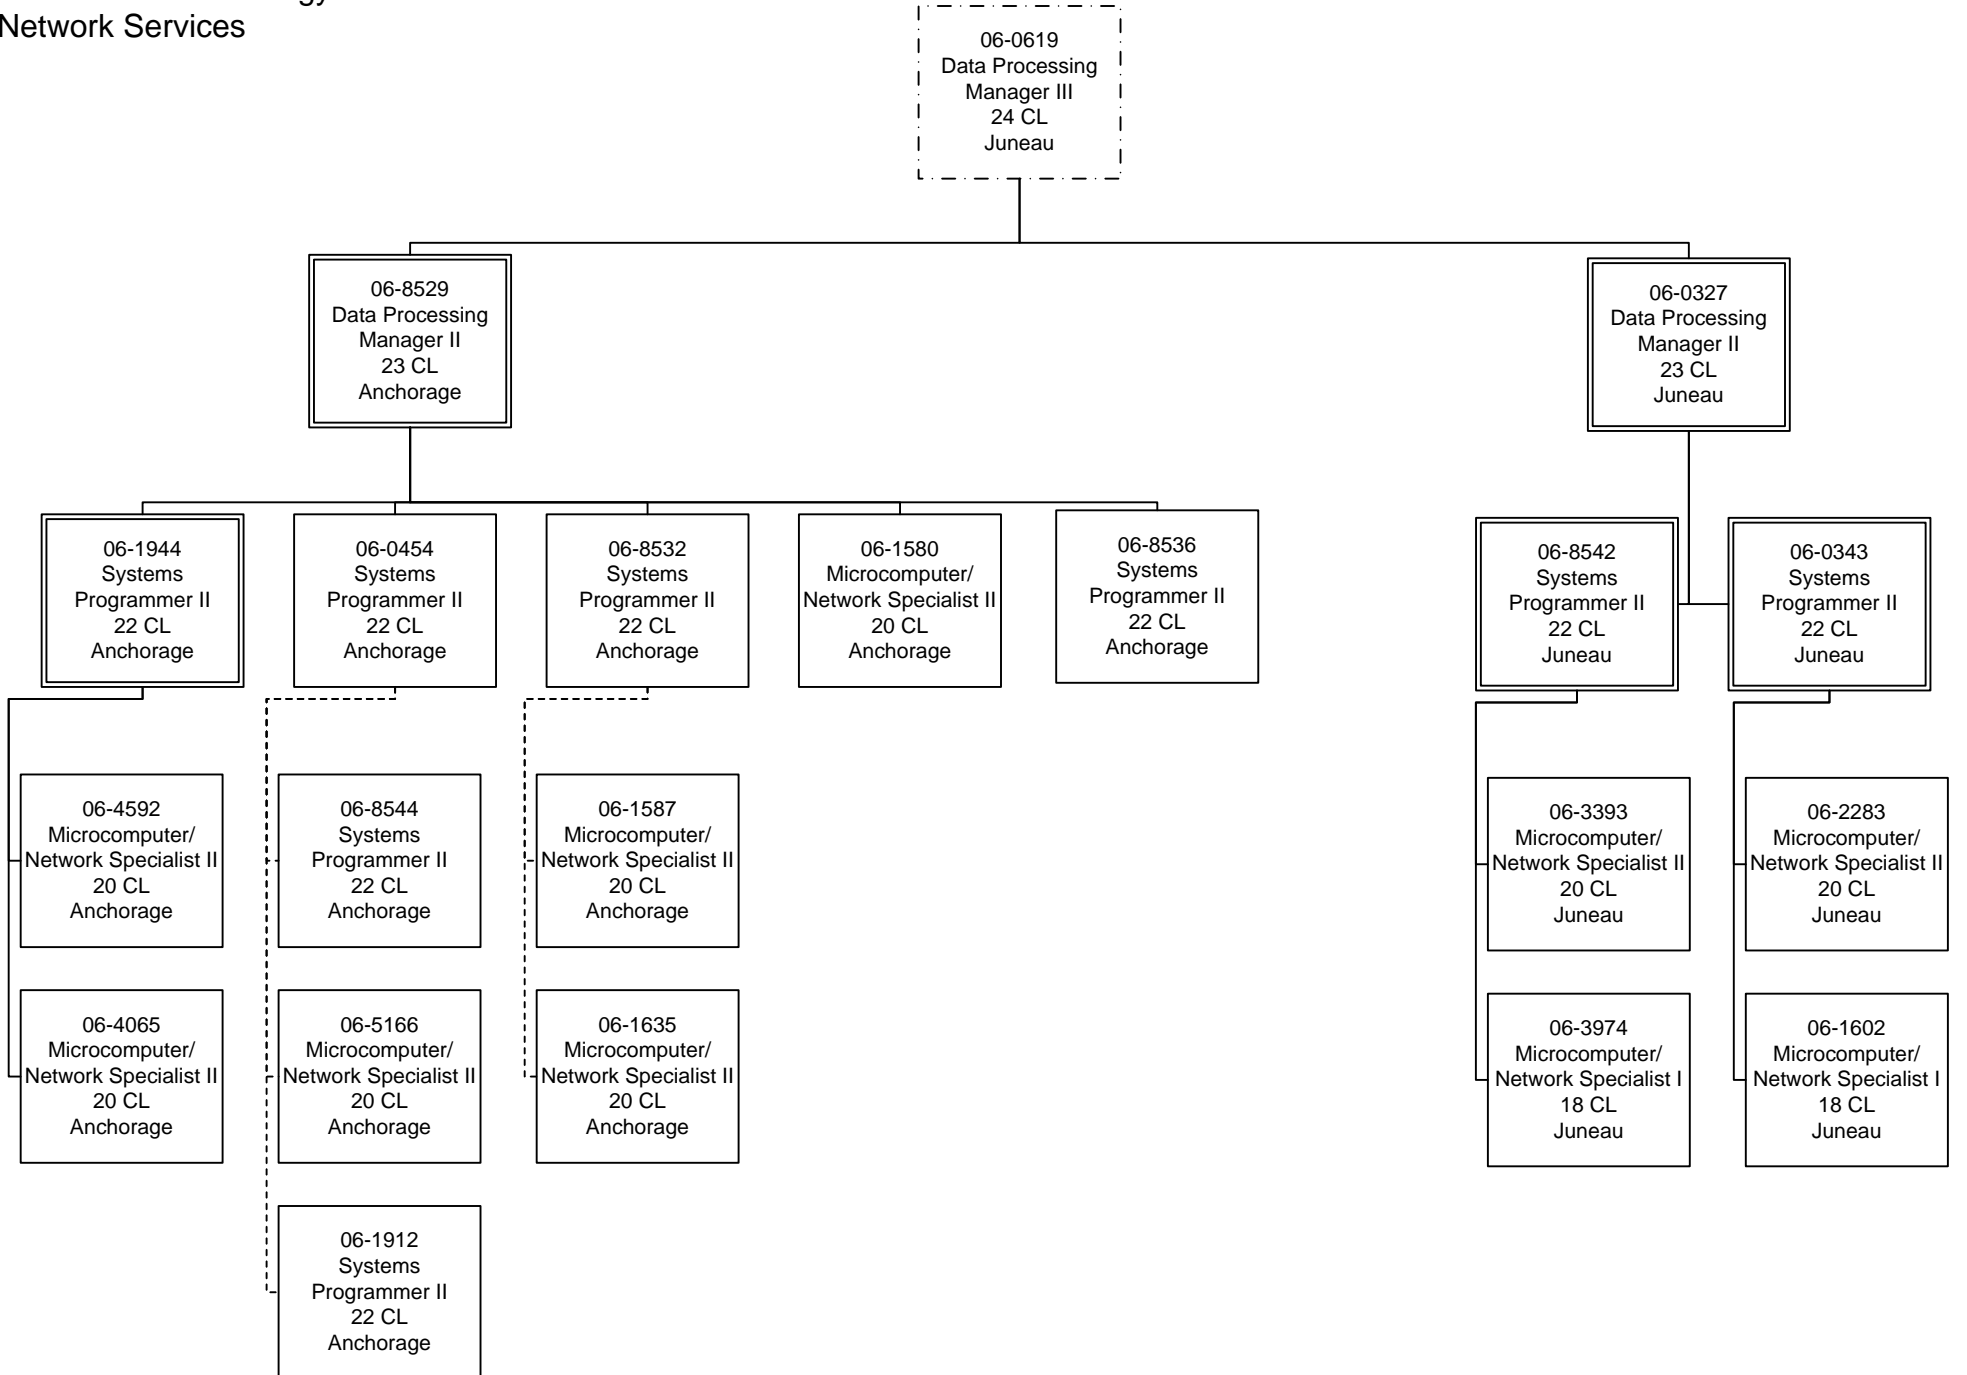 Network Services
06-0619
Data Processing
Manager III
24 CL
Juneau
06-8529
Data Processing
Manager II
23 CL
Anchorage
06-0327
Data Processing
Manager II
23 CL
Juneau
06-1944
Systems
Programmer II
22 CL
Anchorage
06-0454
Systems
Programmer II
22 CL
Anchorage
06-8532
Systems
Programmer II
22 CL
Anchorage
06-1580
Microcomputer/
Network Specialist II
20 CL
Anchorage
06-8536
Systems
Programmer II
22 CL
Anchorage
06-8542
Systems
Programmer II
22 CL
Juneau
06-0343
Systems
Programmer II
22 CL
Juneau
06-4592
Microcomputer/
Network Specialist II
20 CL
Anchorage
06-8544
Systems
Programmer II
22 CL
Anchorage
06-1587
Microcomputer/
Network Specialist II
20 CL
Anchorage
06-3393
Microcomputer/
Network Specialist II
20 CL
Juneau
06-2283
Microcomputer/
Network Specialist II
20 CL
Juneau
06-4065
Microcomputer/
Network Specialist II
20 CL
Anchorage
06-5166
Microcomputer/
Network Specialist II
20 CL
Anchorage
06-1635
Microcomputer/
Network Specialist II
20 CL
Anchorage
06-3974
Microcomputer/
Network Specialist I
18 CL
Juneau
06-1602
Microcomputer/
Network Specialist I
18 CL
Juneau
06-1912
Systems
Programmer II
22 CL
Anchorage